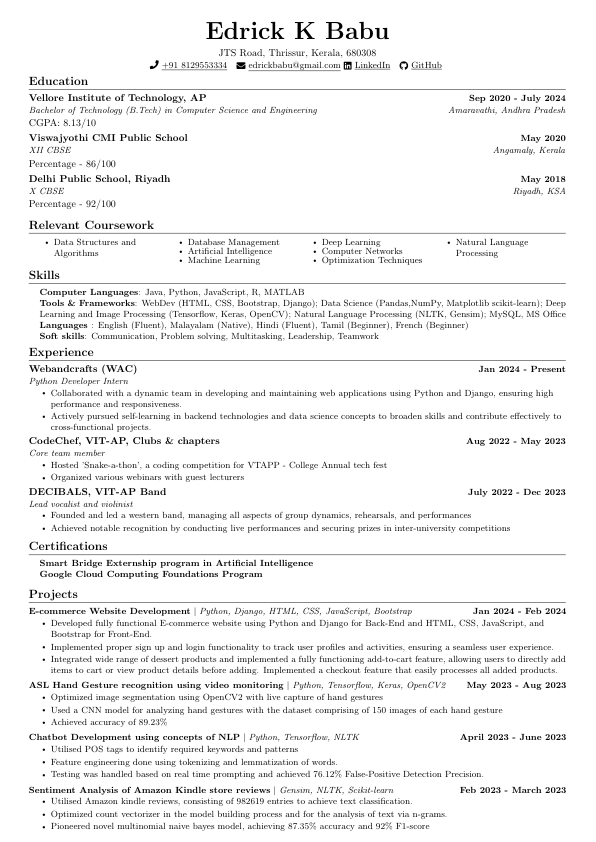 Edrick K Babu
JTS Road, Thrissur, Kerala, 680308
+91 8129553334 edrickbabu@gmail.com LinkedIn GitHub
Education
Vellore Institute of Technology, AP Sep 2020 - July 2024
Bachelor of Technology (B.Tech) in Computer Science and Engineering Amaravathi, Andhra Pradesh
CGPA: 8.13/10
Viswajyothi CMI Public School May 2020
XII CBSE Angamaly, Kerala
Percentage - 86/100
Delhi Public School, Riyadh May 2018
X CBSE Riyadh, KSA
Percentage - 92/100
Relevant Coursework
• Data Structures and
Algorithms
• Database Management
• Artificial Intelligence
• Machine Learning
• Deep Learning
• Computer Networks
• Optimization Techniques
• Natural Language
Processing
Skills
Computer Languages: Java, Python, JavaScript, R, MATLAB
Tools & Frameworks: WebDev (HTML, CSS, Bootstrap, Django); Data Science (Pandas,NumPy, Matplotlib scikit-learn); Deep
Learning and Image Processing (Tensorflow, Keras, OpenCV); Natural Language Processing (NLTK, Gensim); MySQL, MS Office
Languages : English (Fluent), Malayalam (Native), Hindi (Fluent), Tamil (Beginner), French (Beginner)
Soft skills: Communication, Problem solving, Multitasking, Leadership, Teamwork
Experience
Webandcrafts (WAC) Jan 2024 - Present
Python Developer Intern
• Collaborated with a dynamic team in developing and maintaining web applications using Python and Django, ensuring high
performance and responsiveness.
• Actively pursued self-learning in backend technologies and data science concepts to broaden skills and contribute effectively to
cross-functional projects.
CodeChef, VIT-AP, Clubs & chapters Aug 2022 - May 2023
Core team member
• Hosted 'Snake-a-thon', a coding competition for VTAPP - College Annual tech fest
• Organized various webinars with guest lecturers
DECIBALS, VIT-AP Band July 2022 - Dec 2023
Lead vocalist and violinist
• Founded and led a western band, managing all aspects of group dynamics, rehearsals, and performances
• Achieved notable recognition by conducting live performances and securing prizes in inter-university competitions
Certifications
Smart Bridge Externship program in Artificial Intelligence
Google Cloud Computing Foundations Program
Projects
E-commerce Website Development | Python, Django, HTML, CSS, JavaScript, Bootstrap Jan 2024 - Feb 2024
• Developed fully functional E-commerce website using Python and Django for Back-End and HTML, CSS, JavaScript, and
Bootstrap for Front-End.
• Implemented proper sign up and login functionality to track user profiles and activities, ensuring a seamless user experience.
• Integrated wide range of dessert products and implemented a fully functioning add-to-cart feature, allowing users to directly add
items to cart or view product details before adding. Implemented a checkout feature that easily processes all added products.
ASL Hand Gesture recognition using video monitoring | Python, Tensorflow, Keras, OpenCV2 May 2023 - Aug 2023
• Optimized image segmentation using OpenCV2 with live capture of hand gestures
• Used a CNN model for analyzing hand gestures with the dataset comprising of 150 images of each hand gesture
• Achieved accuracy of 89.23%
Chatbot Development using concepts of NLP | Python, Tensorflow, NLTK April 2023 - June 2023
• Utilised POS tags to identify required keywords and patterns
• Feature engineering done using tokenizing and lemmatization of words.
• Testing was handled based on real time prompting and achieved 76.12% False-Positive Detection Precision.
Sentiment Analysis of Amazon Kindle store reviews | Gensim, NLTK, Scikit-learn Feb 2023 - March 2023
• Utilised Amazon kindle reviews, consisting of 982619 entries to achieve text classification.
• Optimized count vectorizer in the model building process and for the analysis of text via n-grams.
• Pioneered novel multinomial naive bayes model, achieving 87.35% accuracy and 92% F1-score